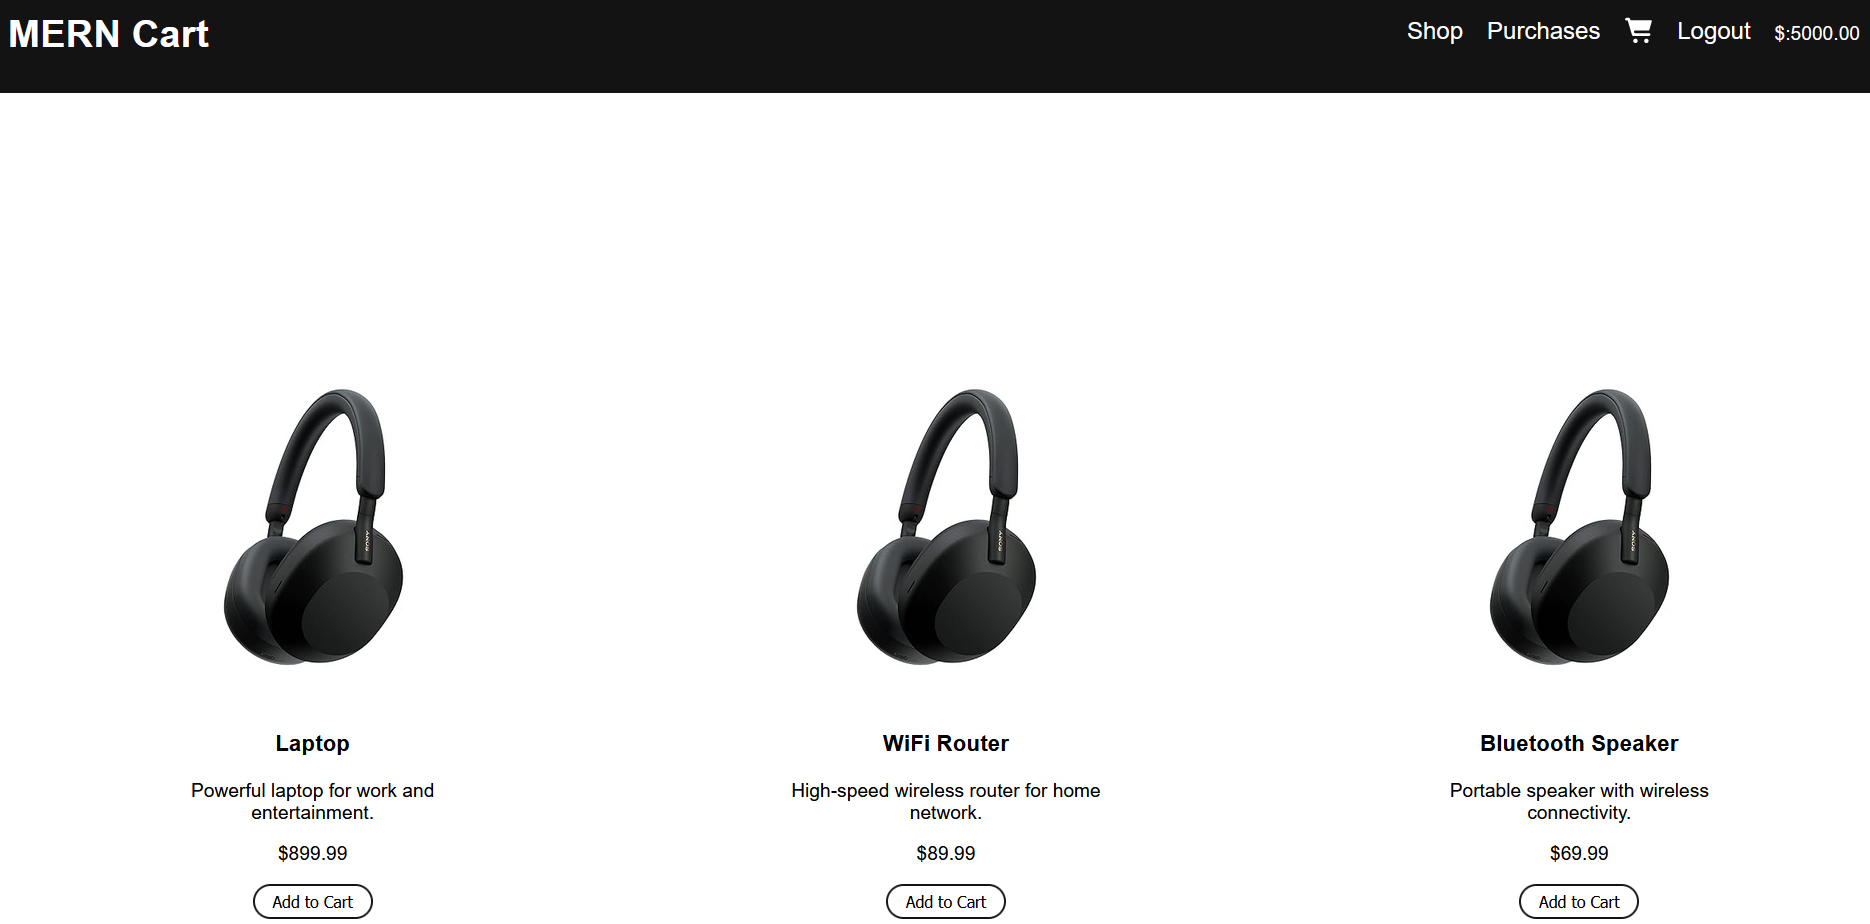 MERN Cart
Shop Purchases Logout $:5000.00
SONY SONY SONY
Laptop WiFi Router Bluetooth Speaker
Powerful laptop for work and High-speed wireless router for home Portable speaker with wireless
entertainment. network. connectivity.
$899.99 $89.99 $69.99
Add to Cart Add to Cart Add to Cart